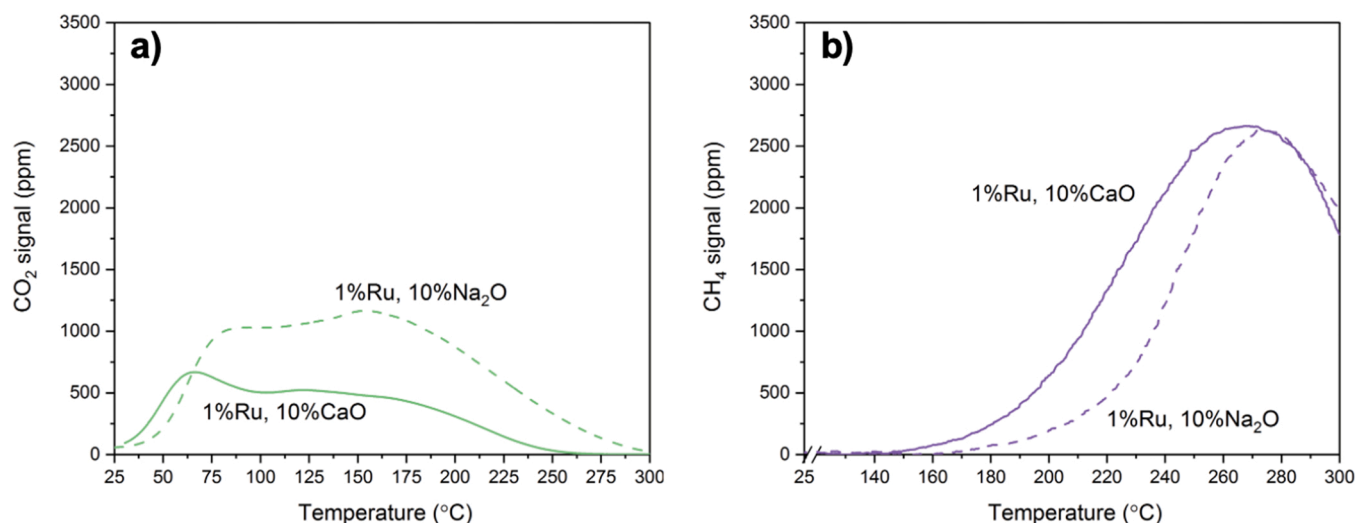 a)
3500
3000
2500
2000
1500
1000
500
0
CO₂ signal (ppm)
1%Ru, 10%Na₂O
1%Ru, 10%CaO
25 50 75 100 125 150 175 200 225 250 275 300
Temperature (°C)
b)
3500
3000
2500
2000
1500
1000
500
0
CH₄ signal (ppm)
1%Ru, 10%CaO
1%Ru, 10%Na₂O
25 140 160 180 200 220 240 260 280 300
Temperature (°C)